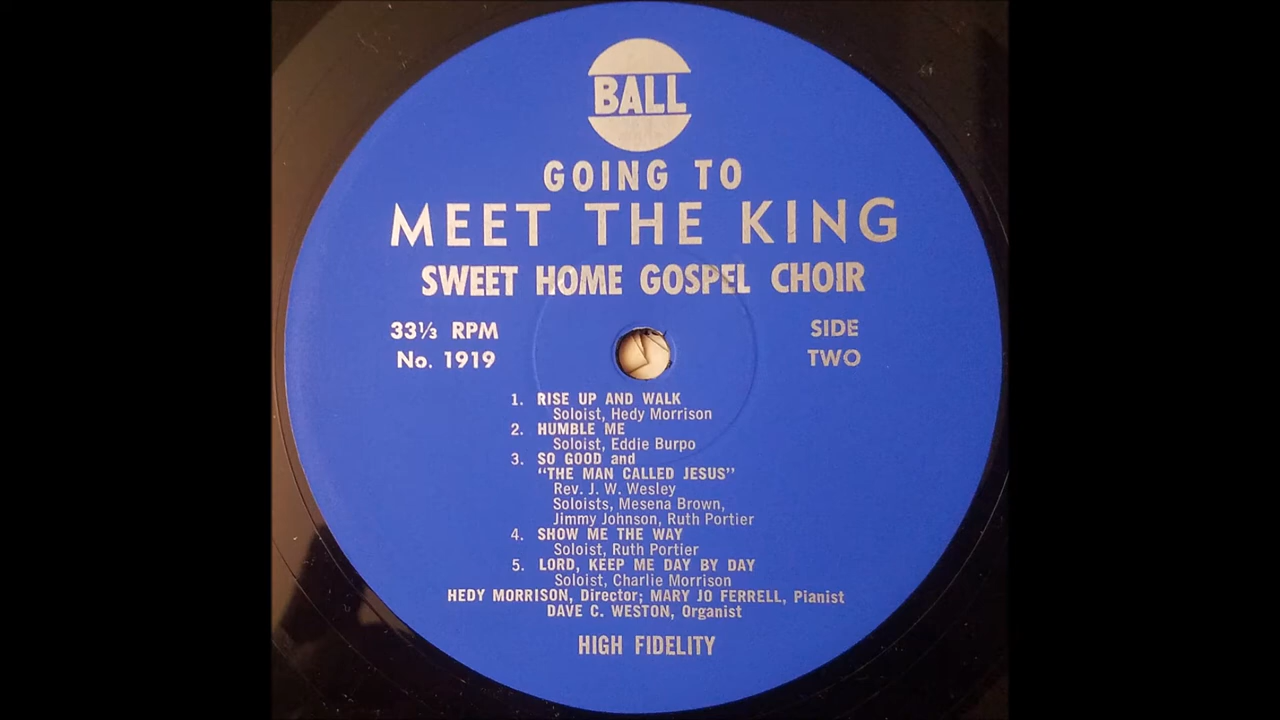 BALL
GOING TO
MEET THE KING
SWEET HOME GOSPEL CHOIR
33⅓ RPM
No. 1919
SIDE
TWO
1. RISE UP AND WALK
Soloist, Hedy Morrison
2. HUMBLE ME
Soloist, Eddie Burpo
3. SO GOOD and
"THE MAN CALLED JESUS"
Rev. J. W. Wesley
Soloists, Mesena Brown,
Jimmy Johnson, Ruth Portier
4. SHOW ME THE WAY
Soloist, Ruth Portier
5. LORD, KEEP ME DAY BY DAY
Soloist, Charlie Morrison
HEDY MORRISON, Director; MARY JO FERRELL, Pianist
DAVE C. WESTON, Organist
HIGH FIDELITY